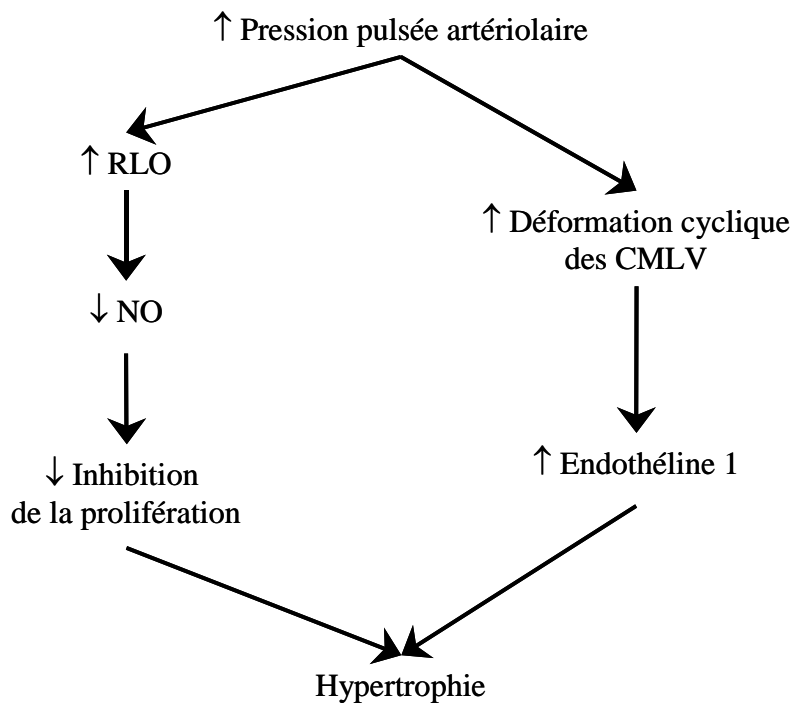 ↑ Pression pulsée artériolaire
↑ RLO
↑ Déformation cyclique
des CMLV
↓ NO
↓ Inhibition
de la prolifération
↑ Endothéline 1
Hypertrophie